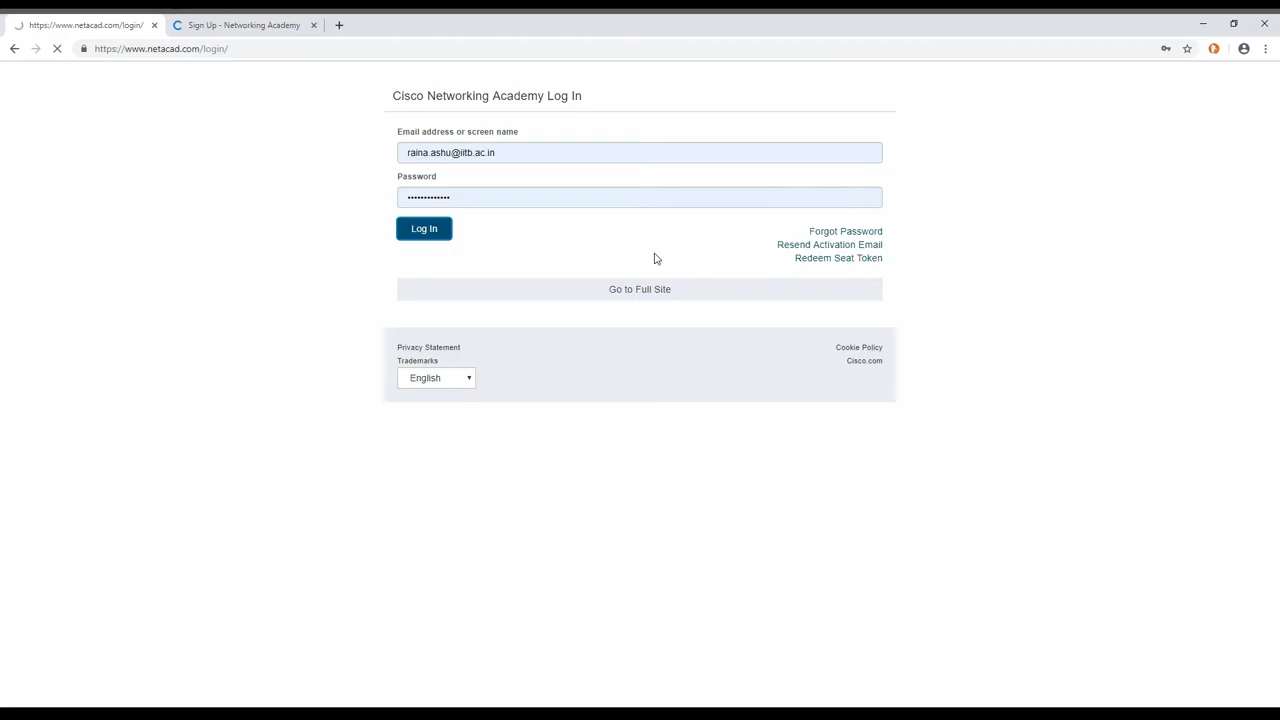 https://www.netacad.com/login/
Sign Up - Networking Academy
https://www.netacad.com/login/
Cisco Networking Academy Log In
Email address or screen name
raina.ashu@iitb.ac.in
Password
•••••••••••••
Log In
Forgot Password
Resend Activation Email
Redeem Seat Token
Go to Full Site
Privacy Statement
Cookie Policy
Trademarks
Cisco.com
English